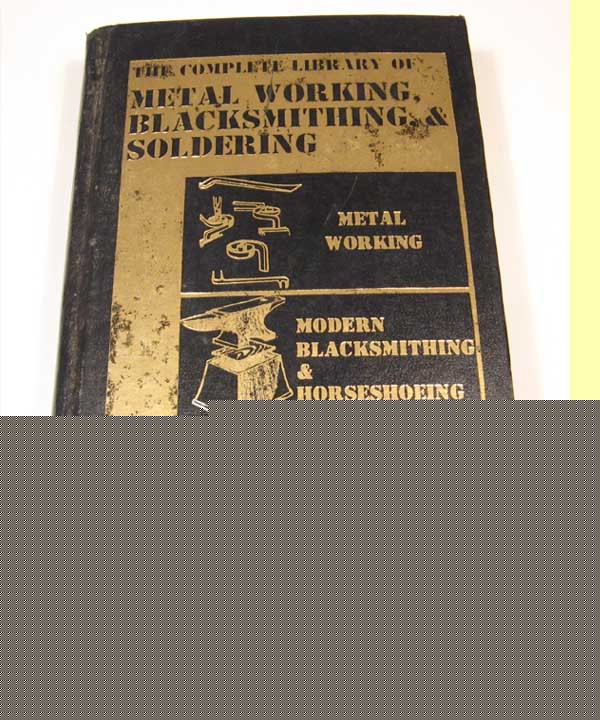 THE COMPLETE LIBRARY OF
METAL WORKING,
BLACKSMITHING, &
SOLDERING
METAL
WORKING
MODERN
BLACKSMITHING
&
HORSESHOEING